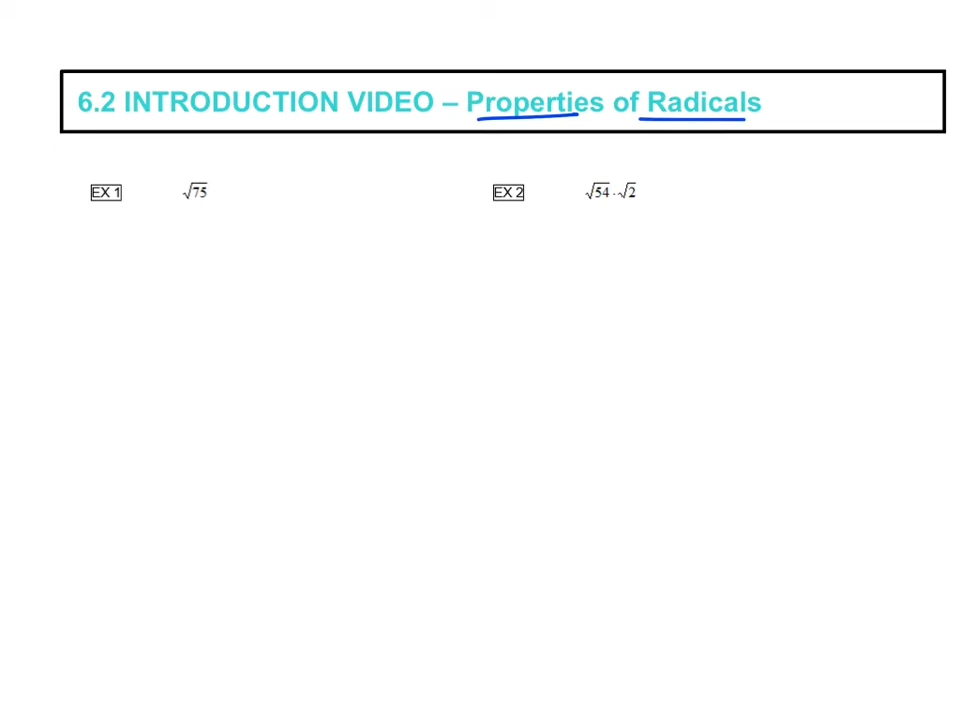 6.2 INTRODUCTION VIDEO – Properties of Radicals
EX 1 √75 EX 2 √54 · √2